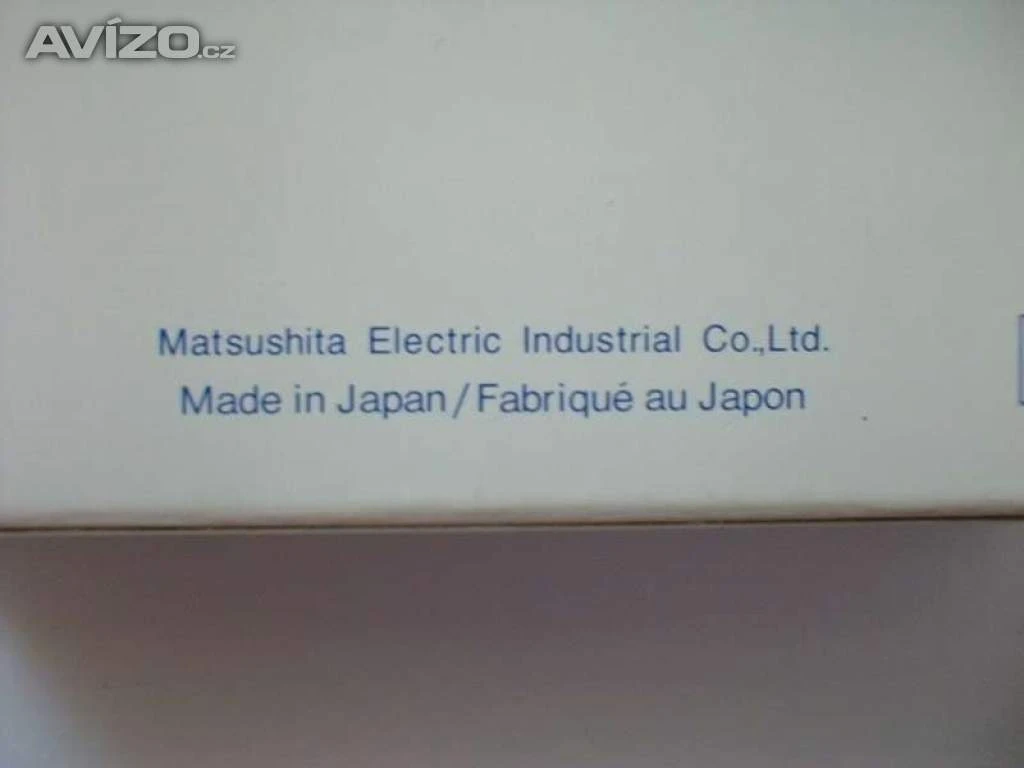 AVÍZO.cz
Matsushita Electric Industrial Co.,Ltd.
Made in Japan/Fabriqué au Japon